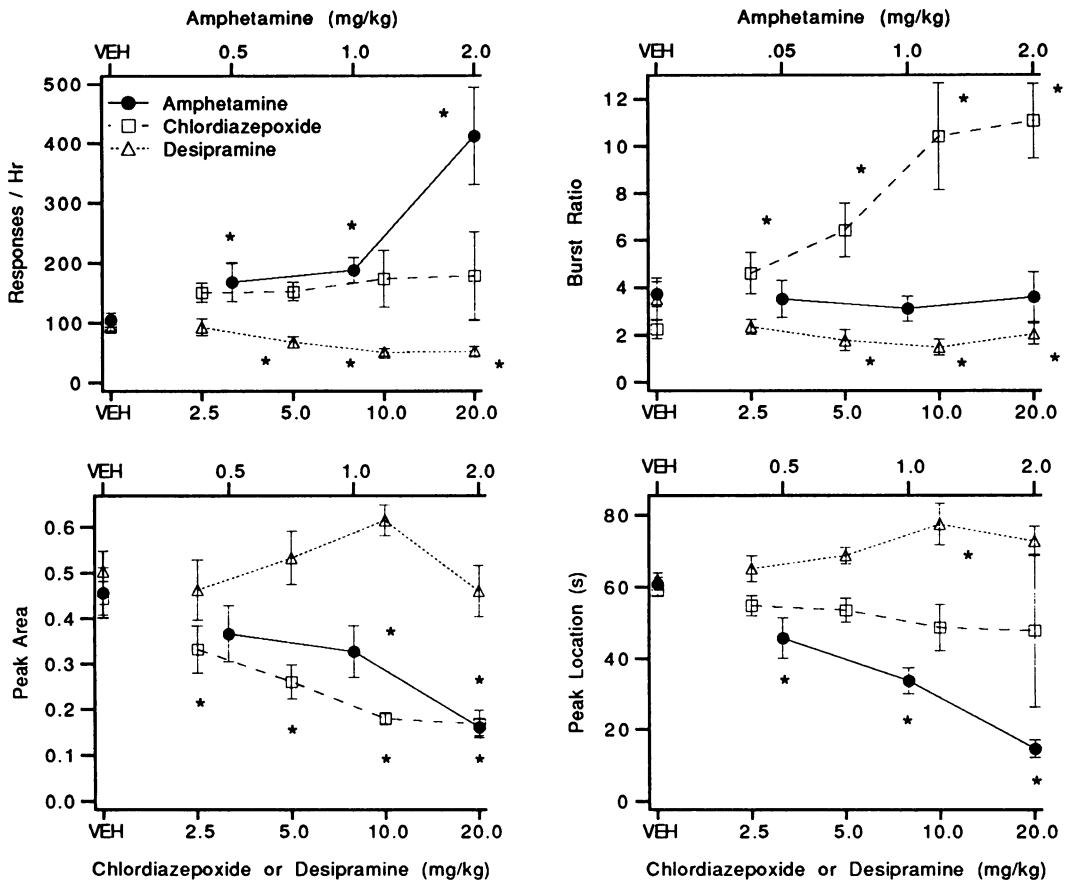 Amphetamine (mg/kg)
VEH 0.5 1.0 2.0
500
400
300
200
100
0
Responses / Hr
Amphetamine
Chlordiazepoxide
Desipramine
* * *
* * *
VEH 2.5 5.0 10.0 20.0
Amphetamine (mg/kg)
VEH .05 1.0 2.0
12
10
8
6
4
2
0
Burst Ratio
* * * *
* * *
VEH 2.5 5.0 10.0 20.0
VEH 0.5 1.0 2.0
0.6
0.5
0.4
0.3
0.2
0.1
0.0
Peak Area
* *
* * * *
VEH 2.5 5.0 10.0 20.0
Chlordiazepoxide or Desipramine (mg/kg)
VEH 0.5 1.0 2.0
80
60
40
20
0
Peak Location (s)
*
* * *
VEH 2.5 5.0 10.0 20.0
Chlordiazepoxide or Desipramine (mg/kg)